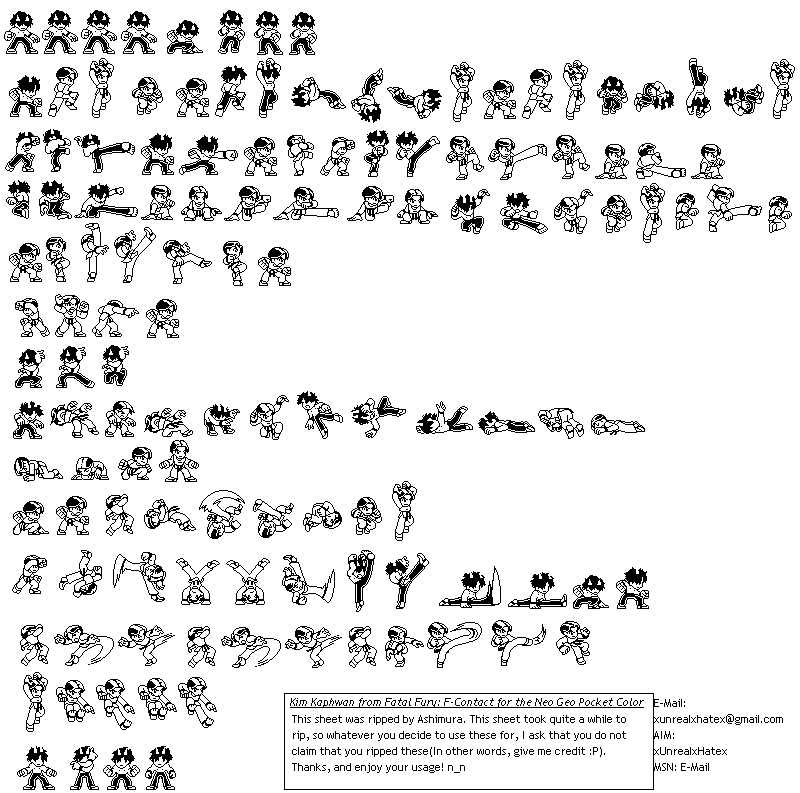 Kim Kaphwan from Fatal Fury: F-Contact for the Neo Geo Pocket Color
This sheet was ripped by Ashimura. This sheet took quite a while to
rip, so whatever you decide to use these for, I ask that you do not
claim that you ripped these(In other words, give me credit :P).
Thanks, and enjoy your usage! n_n
E-Mail:
xunrealxhatex@gmail.com
AIM:
xUnrealxHatex
MSN: E-Mail